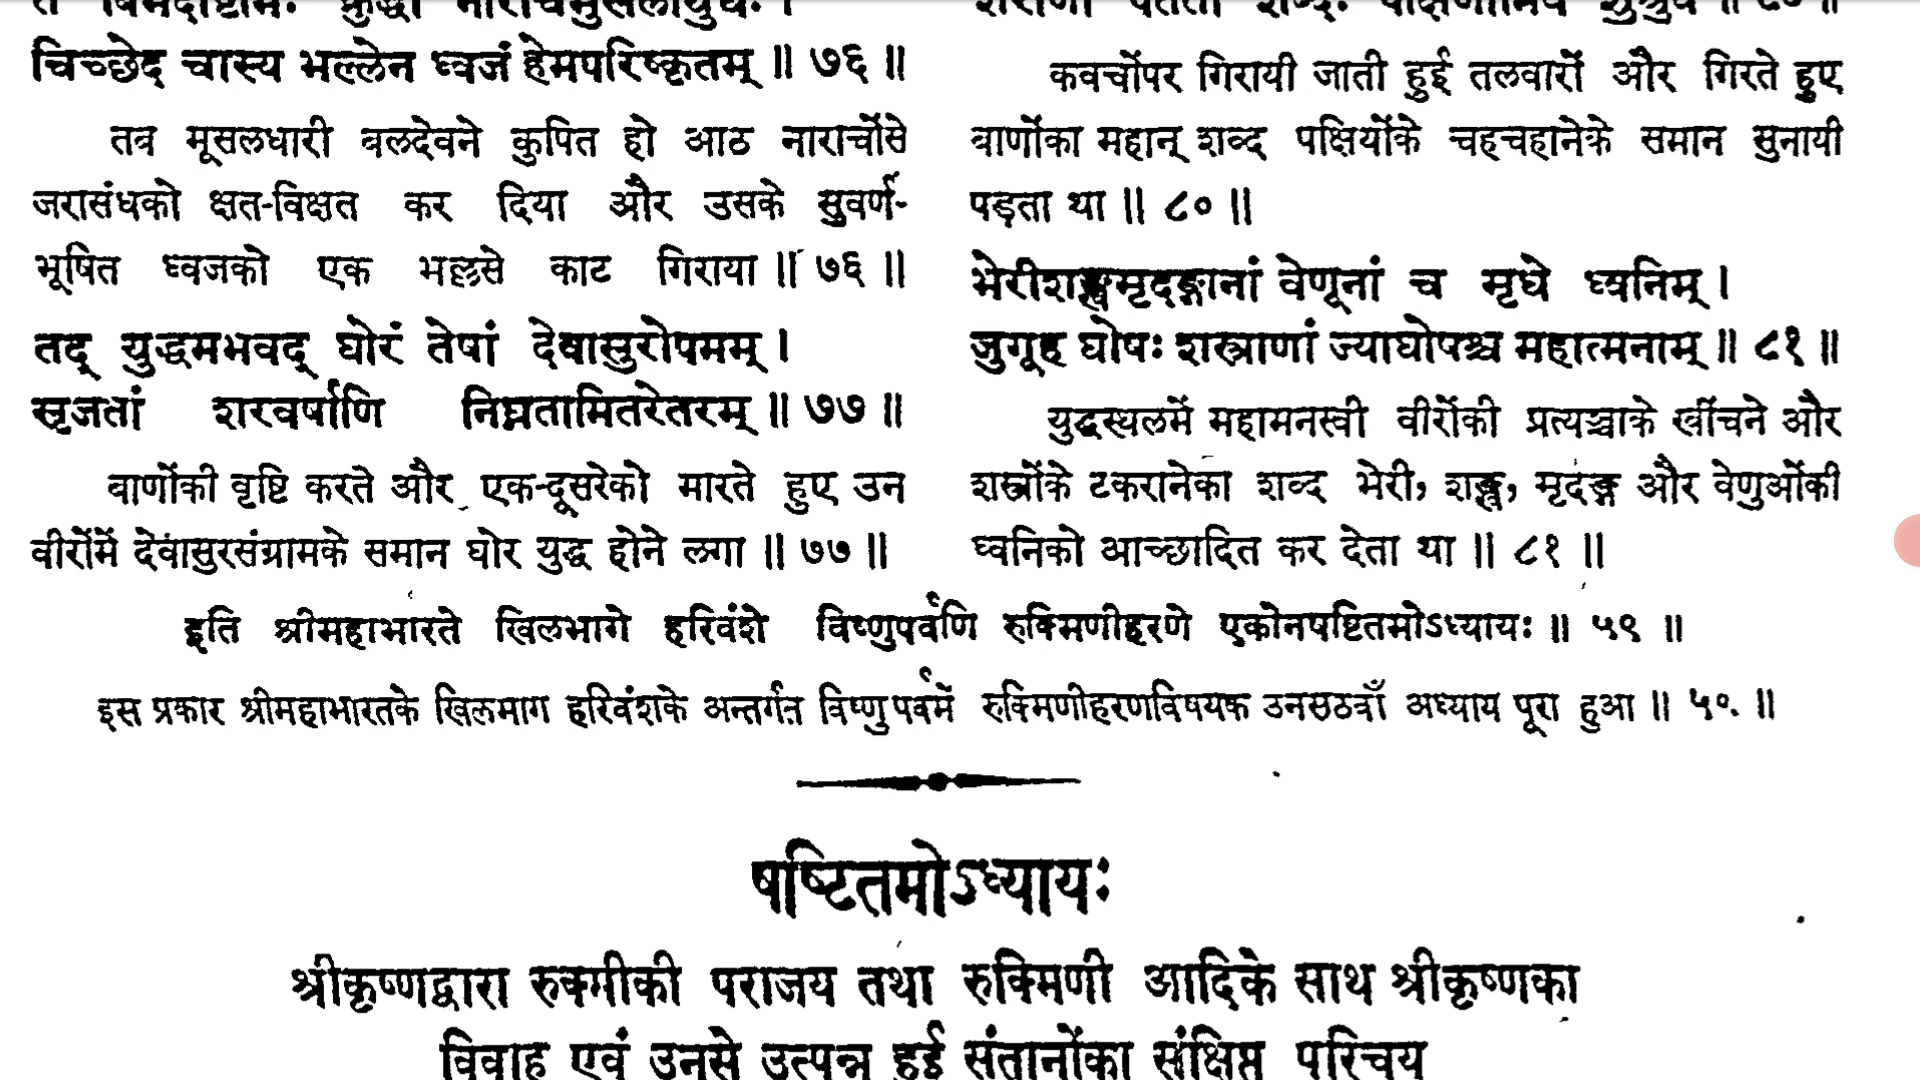 चिच्छेद चास्य भल्लेन ध्वजं हेमपरिष्कृतम् ॥ ७६ ॥
तब मूसलधारी बलदेवने कुपित हो आठ नाराचोंसे
जरासंधको क्षत-विक्षत कर दिया और उसके सुवर्ण-
भूषित ध्वजको एक भल्लसे काट गिराया ॥ ७६ ॥
तद् युद्धमभवद् घोरं तेषां देवासुरोपमम् ।
सृजतां शरवर्षाणि निघ्नतामितरेतरम् ॥ ७७ ॥
बाणोंकी वृष्टि करते और एक-दूसरेको मारते हुए उन
वीरोंमें देवासुरसंग्रामके समान घोर युद्ध होने लगा ॥ ७७ ॥
शराणां पततां शब्दः पक्षिणामिव शुश्रुवे ॥ ८० ॥
कवचोंपर गिरायी जाती हुई तलवारों और गिरते हुए
बाणोंका महान् शब्द पक्षियोंके चहचहानेके समान सुनायी
पड़ता था ॥ ८० ॥
भेरीशङ्खमृदङ्गानां वेणूनां च मृधे ध्वनिम् ।
जुगूह घोषः शस्त्राणां ज्याघोषश्च महात्मनाम् ॥ ८१ ॥
युद्धस्थलमें महामनस्वी वीरोंकी प्रत्यञ्चाके खींचने और
शस्त्रोंके टकरानेका शब्द भेरी, शङ्ख, मृदङ्ग और वेणुओंकी
ध्वनिको आच्छादित कर देता था ॥ ८१ ॥
इति श्रीमहाभारते खिलभागे हरिवंशे विष्णुपर्वणि रुक्मिणीहरणे एकोनषष्टितमोऽध्यायः ॥ ५९ ॥
इस प्रकार श्रीमहाभारतके खिलभाग हरिवंशके अन्तर्गत विष्णुपर्वमें रुक्मिणीहरणविषयक उनसठवाँ अध्याय पूरा हुआ ॥ ५९ ॥
षष्टितमोऽध्यायः
श्रीकृष्णद्वारा रुक्मीकी पराजय तथा रुक्मिणी आदिके साथ श्रीकृष्णका
विवाह एवं उनसे उत्पन्न हुई संतानोंका संक्षिप्त परिचय